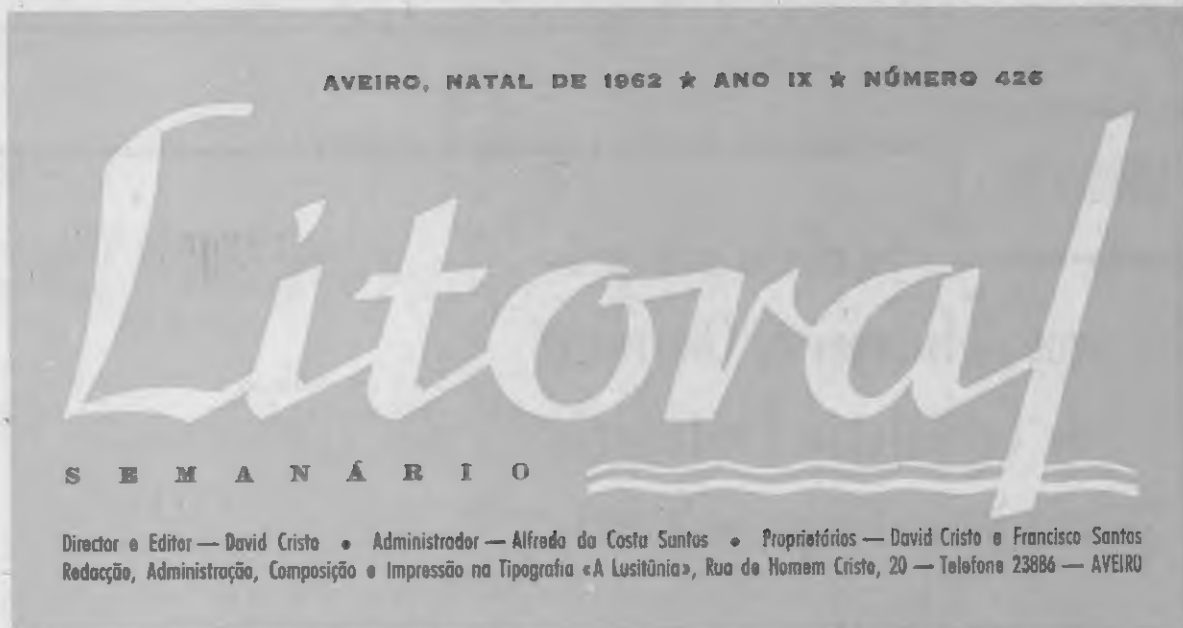 AVEIRO, NATAL DE 1962 ★ ANO IX ★ NÚMERO 426
Litoral
SEMANÁRIO
Director e Editor — David Cristo • Administrador — Alfredo da Costa Santos • Proprietários — David Cristo e Francisco Santos
Redacção, Administração, Composição e Impressão na Tipografia «A Lusitânia», Rua de Homem Cristo, 20 — Telefone 23886 — AVEIRO